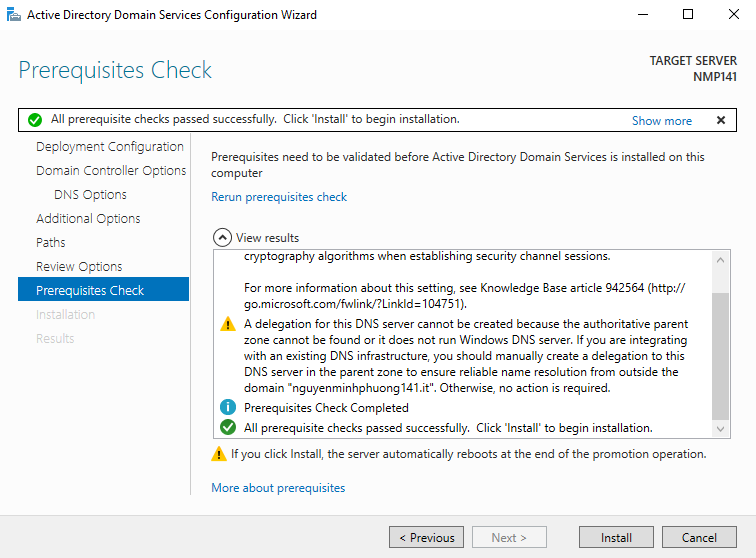 Active Directory Domain Services Configuration Wizard
Prerequisites Check
TARGET SERVER
NMP141
All prerequisite checks passed successfully.  Click 'Install' to begin installation.
Show more
Deployment Configuration
Domain Controller Options
DNS Options
Additional Options
Paths
Review Options
Prerequisites Check
Installation
Results
Prerequisites need to be validated before Active Directory Domain Services is installed on this
computer
Rerun prerequisites check
View results
cryptography algorithms when establishing security channel sessions.
For more information about this setting, see Knowledge Base article 942564 (http://
go.microsoft.com/fwlink/?LinkId=104751).
A delegation for this DNS server cannot be created because the authoritative parent
zone cannot be found or it does not run Windows DNS server. If you are integrating
with an existing DNS infrastructure, you should manually create a delegation to this
DNS server in the parent zone to ensure reliable name resolution from outside the
domain "nguyenminhphuong141.it". Otherwise, no action is required.
Prerequisites Check Completed
All prerequisite checks passed successfully.  Click 'Install' to begin installation.
If you click Install, the server automatically reboots at the end of the promotion operation.
More about prerequisites
< Previous
Next >
Install
Cancel